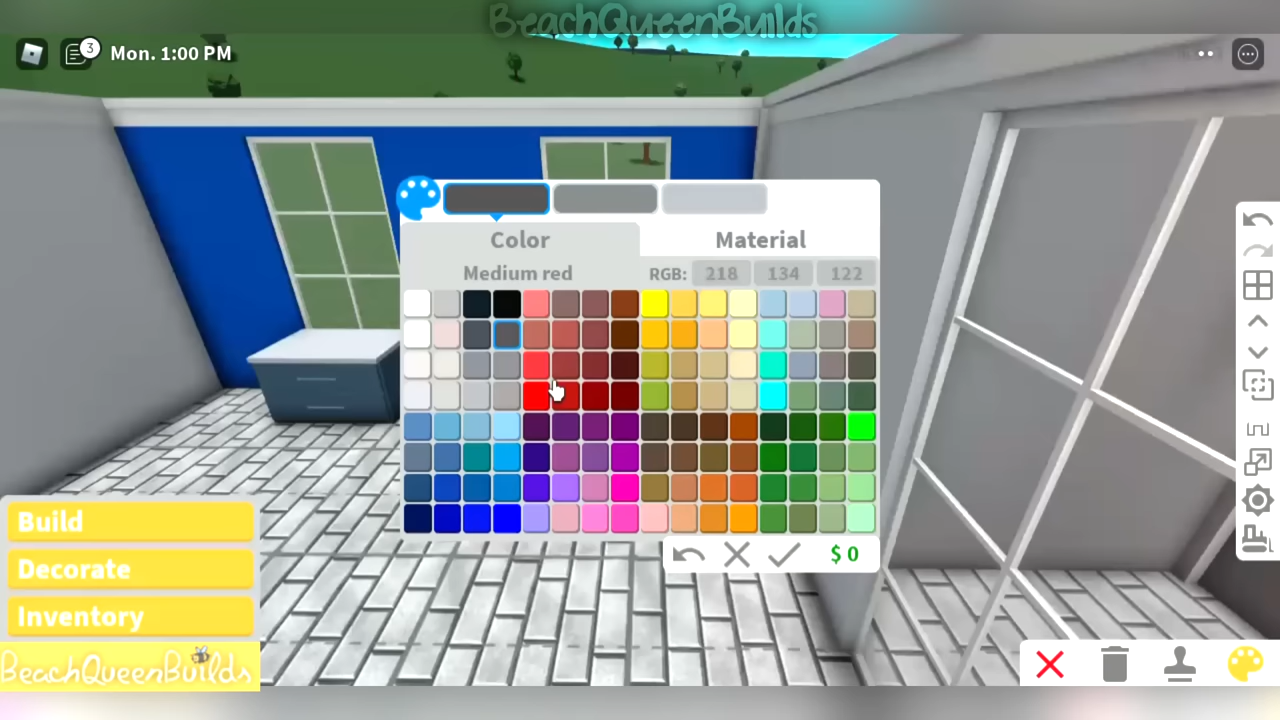 BeachQueenBuilds
3
Mon. 1:00 PM
Color
Material
Medium red
RGB: 218 134 122
$ 0
Build
Decorate
Inventory
BeachQueenBuilds